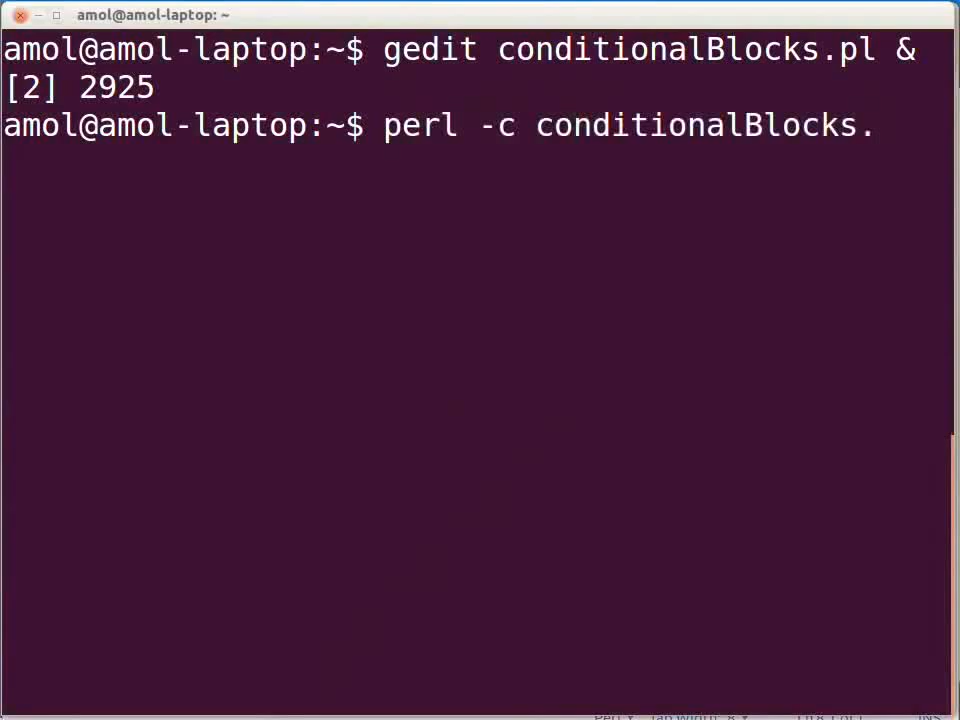 amol@amol-laptop: ~
amol@amol-laptop:~$ gedit conditionalBlocks.pl &
[2] 2925
amol@amol-laptop:~$ perl -c conditionalBlocks.